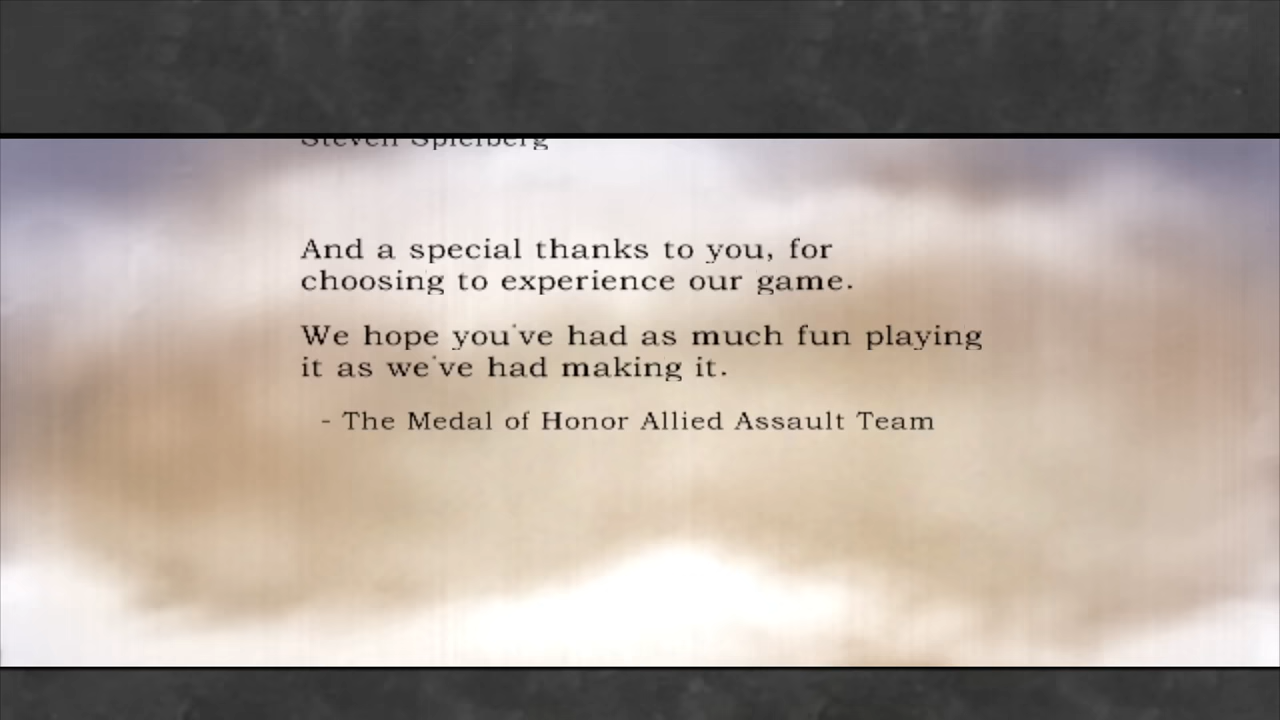 Steven Spielberg
And a special thanks to you, for
choosing to experience our game.
We hope you've had as much fun playing
it as we've had making it.
- The Medal of Honor Allied Assault Team